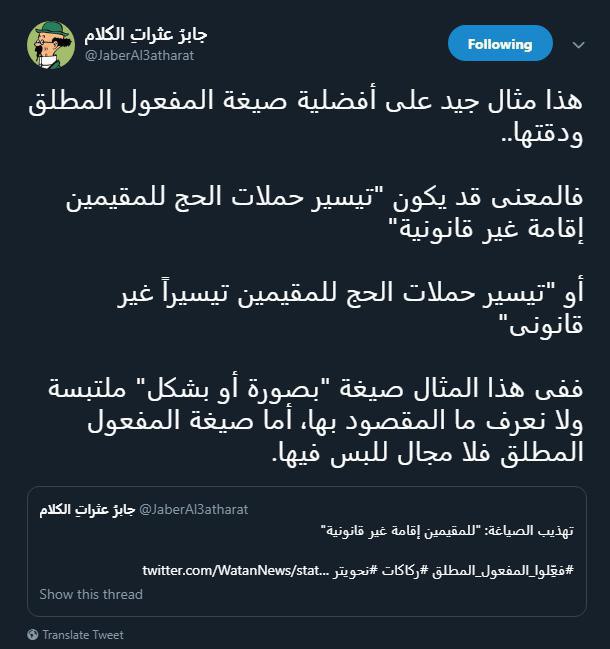 جابرُ عثراتِ الكلام
@JaberAl3atharat
Following
هذا مثال جيد على أفضلية صيغة المفعول المطلق
ودقتها..
فالمعنى قد يكون "تيسير حملات الحج للمقيمين
إقامة غير قانونية"
أو "تيسير حملات الحج للمقيمين تيسيراً غير
قانونى"
ففى هذا المثال صيغة "بصورة أو بشكل" ملتبسة
ولا نعرف ما المقصود بها، أما صيغة المفعول
المطلق فلا مجال للبس فيها.
جابرُ عثراتِ الكلام @JaberAl3atharat
تهذيب الصياغة: "للمقيمين إقامة غير قانونية"
#فعّلوا_المفعول_المطلق #ركاكات #نحويتر twitter.com/WatanNews/stat...
Show this thread
Translate Tweet